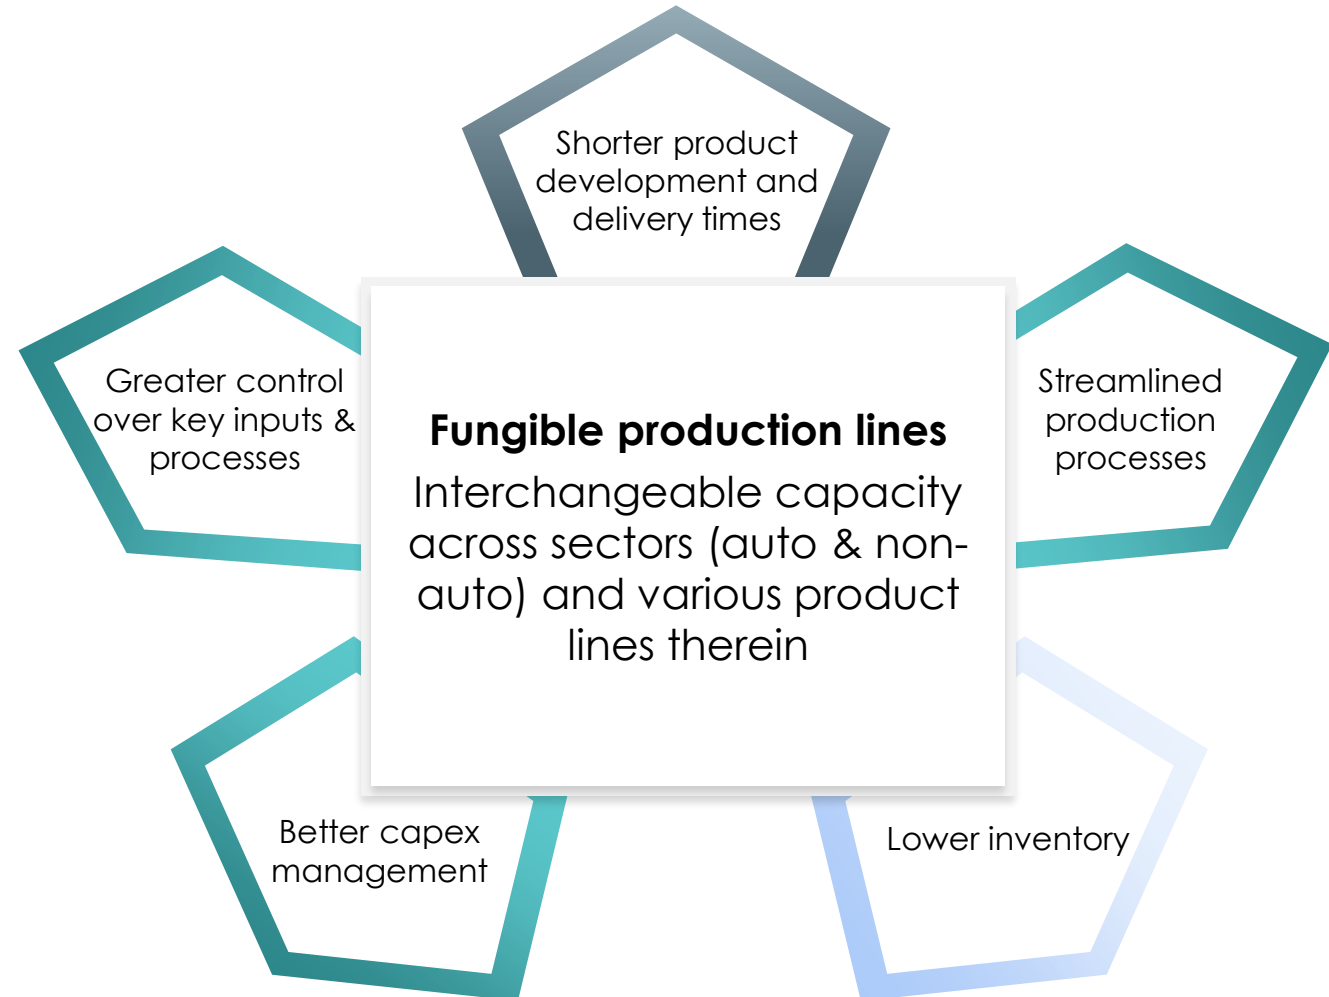 Shorter product
development and
delivery times
Greater control
over key inputs &
processes
Fungible production lines
Interchangeable capacity
across sectors (auto & non-
auto) and various product
lines therein
Streamlined
production
processes
Better capex
management
Lower inventory